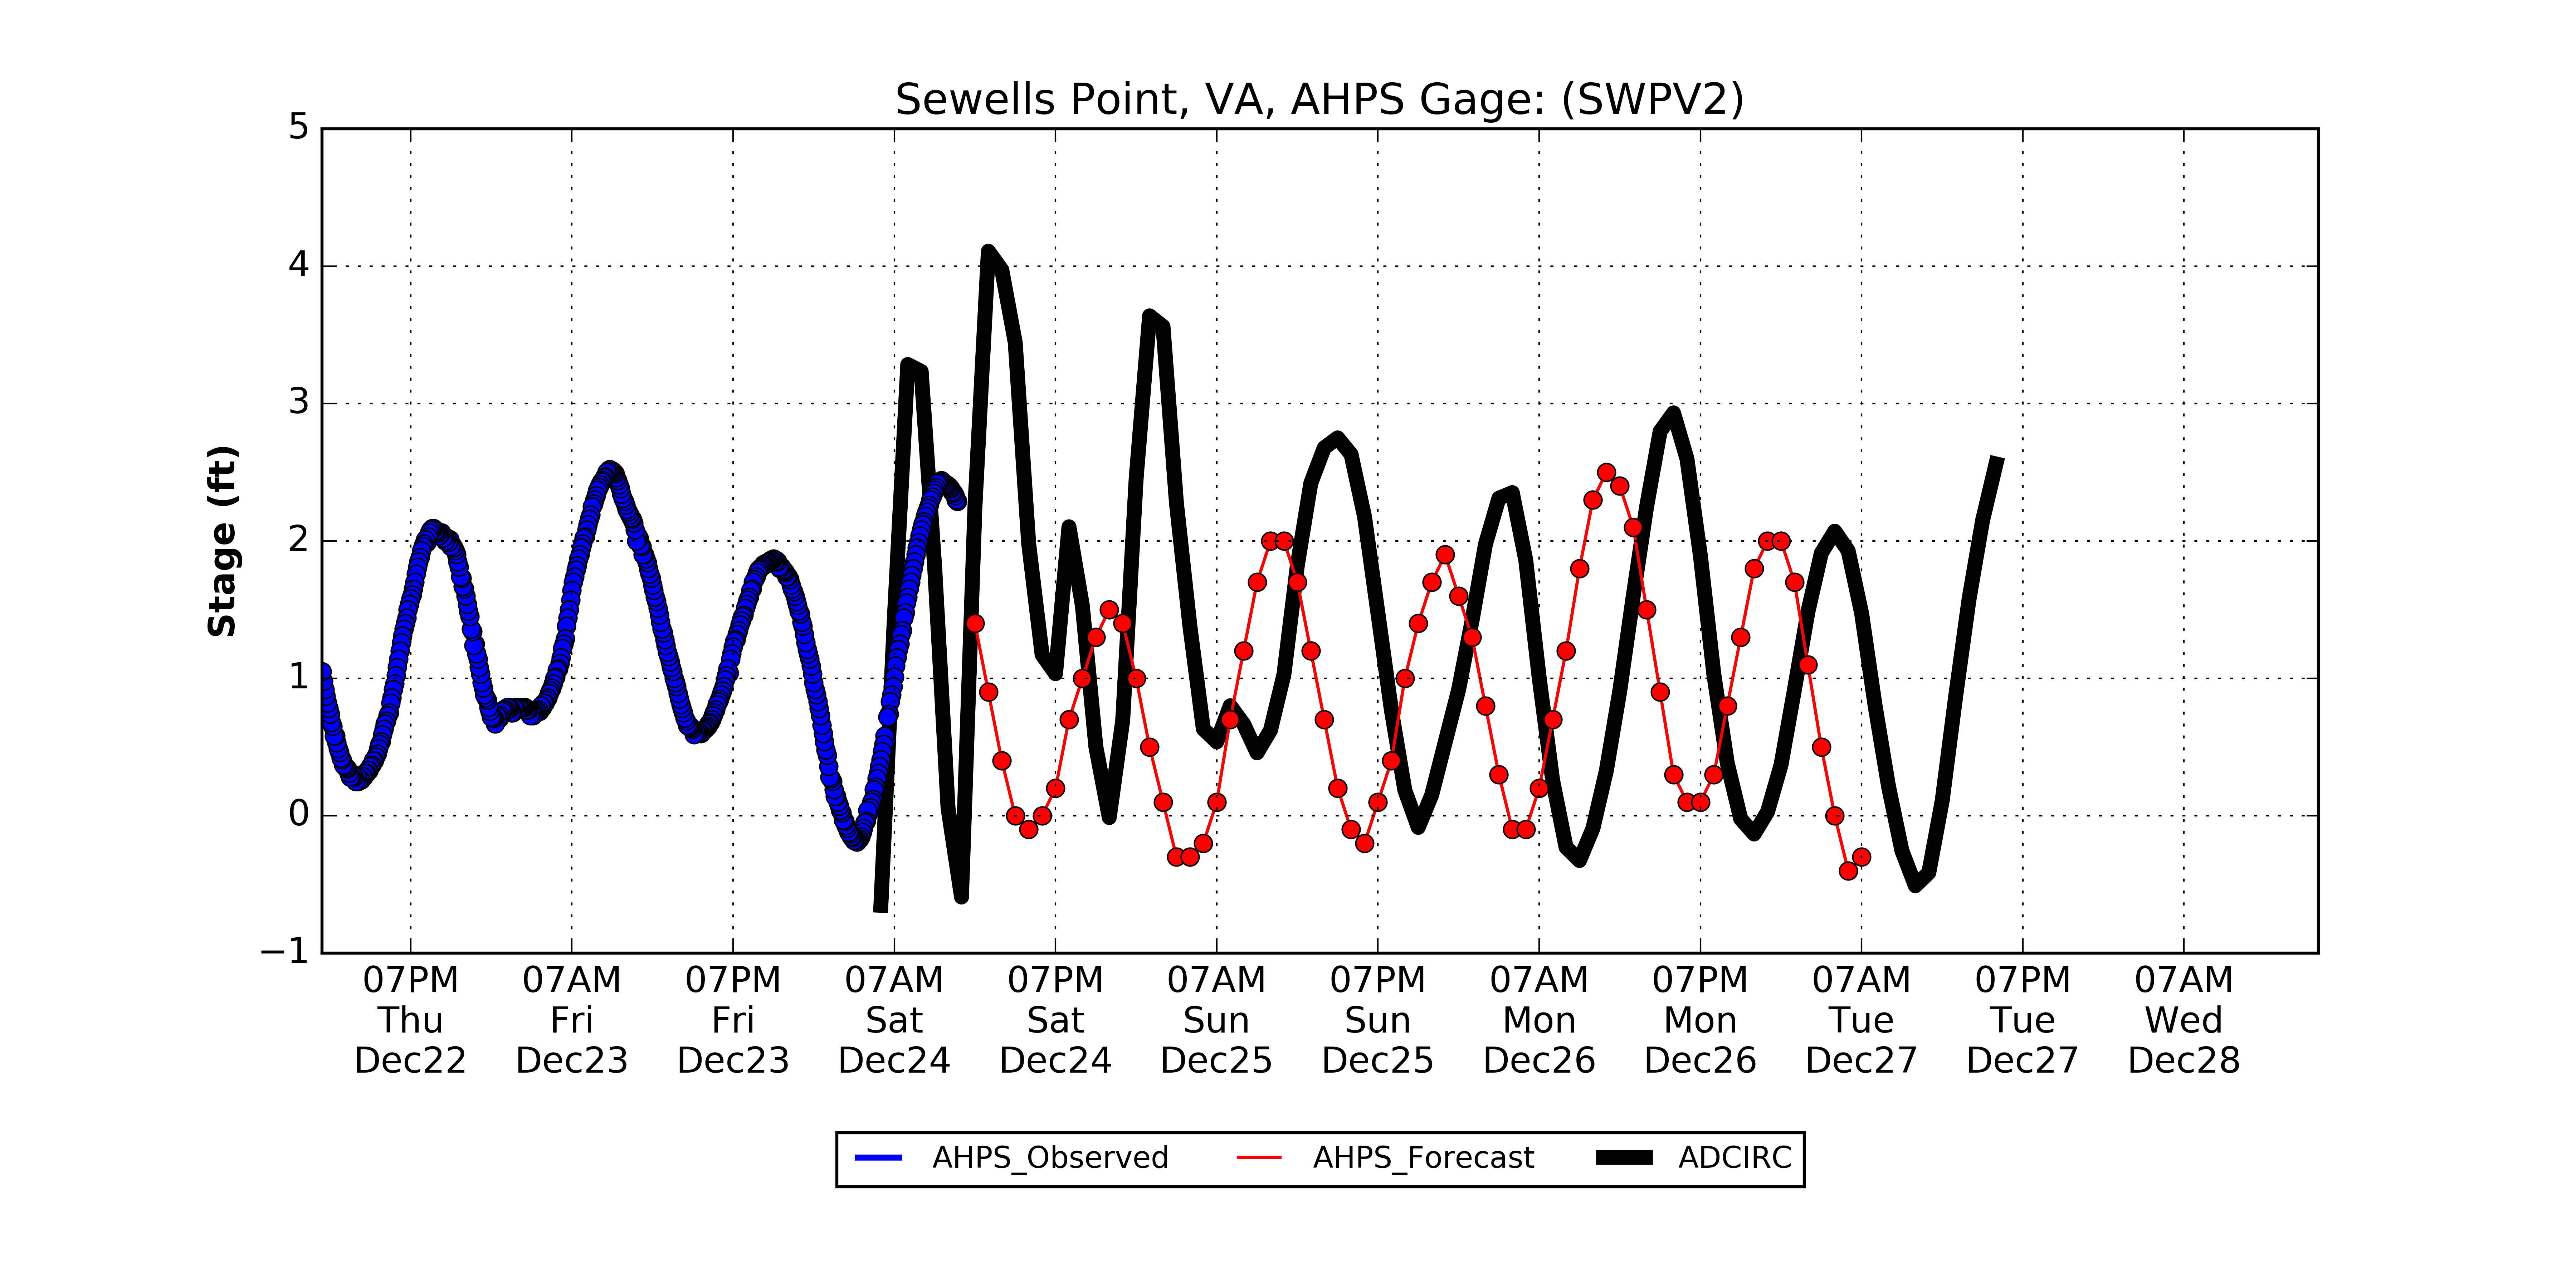 Sewells Point, VA, AHPS Gage: (SWPV2)
Stage (ft)
5
4
3
2
1
0
−1
07PM 07AM 07PM 07AM 07PM 07AM 07PM 07AM 07PM 07AM 07PM 07AM
Thu Fri Fri Sat Sat Sun Sun Mon Mon Tue Tue Wed
Dec22 Dec23 Dec23 Dec24 Dec24 Dec25 Dec25 Dec26 Dec26 Dec27 Dec27 Dec28
AHPS_Observed AHPS_Forecast ADCIRC